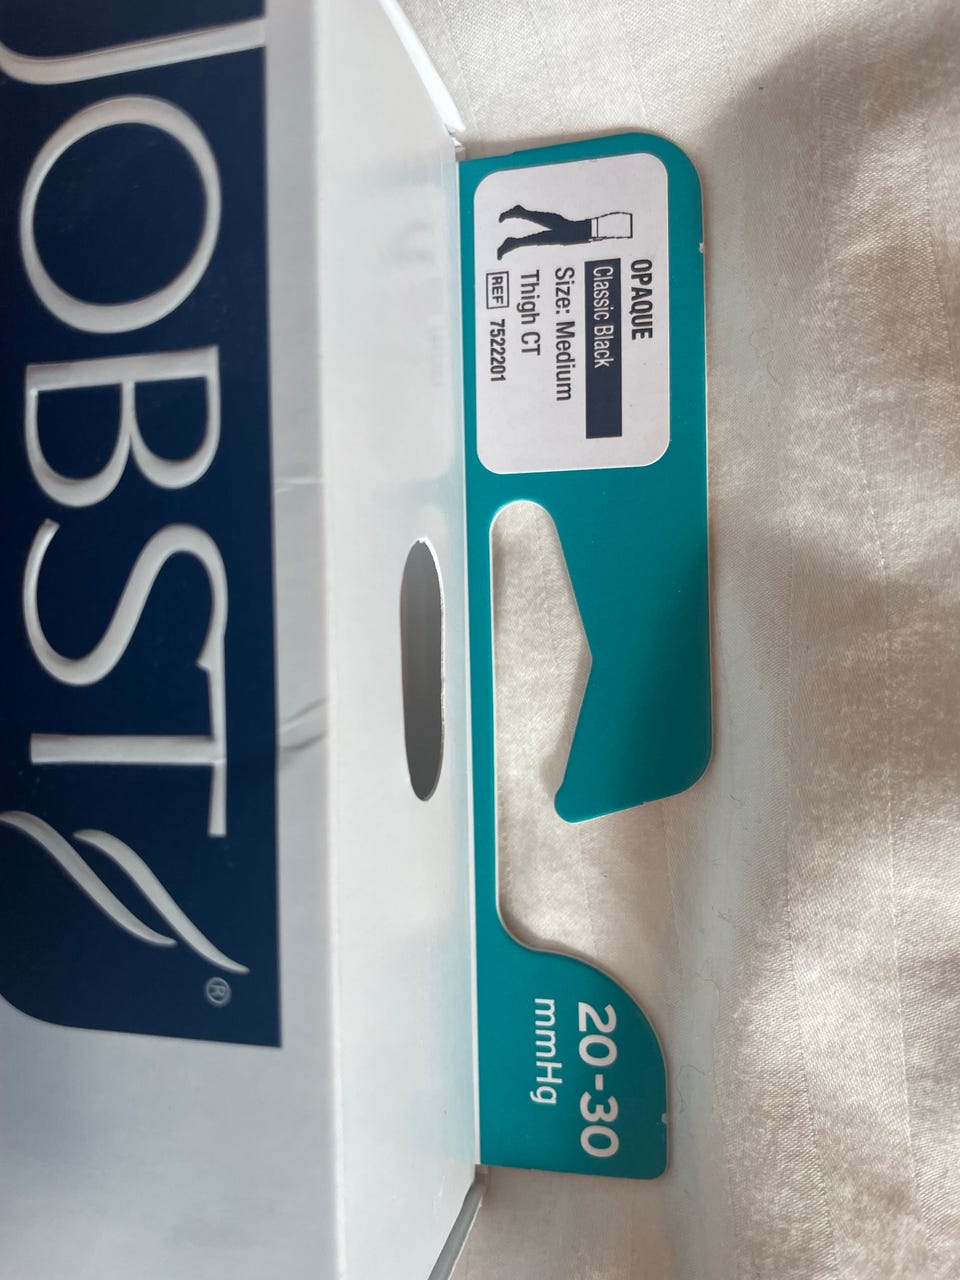 JOBST®
OPAQUE
Classic Black
Size: Medium
Thigh CT
REF 7522201
20-30
mmHg